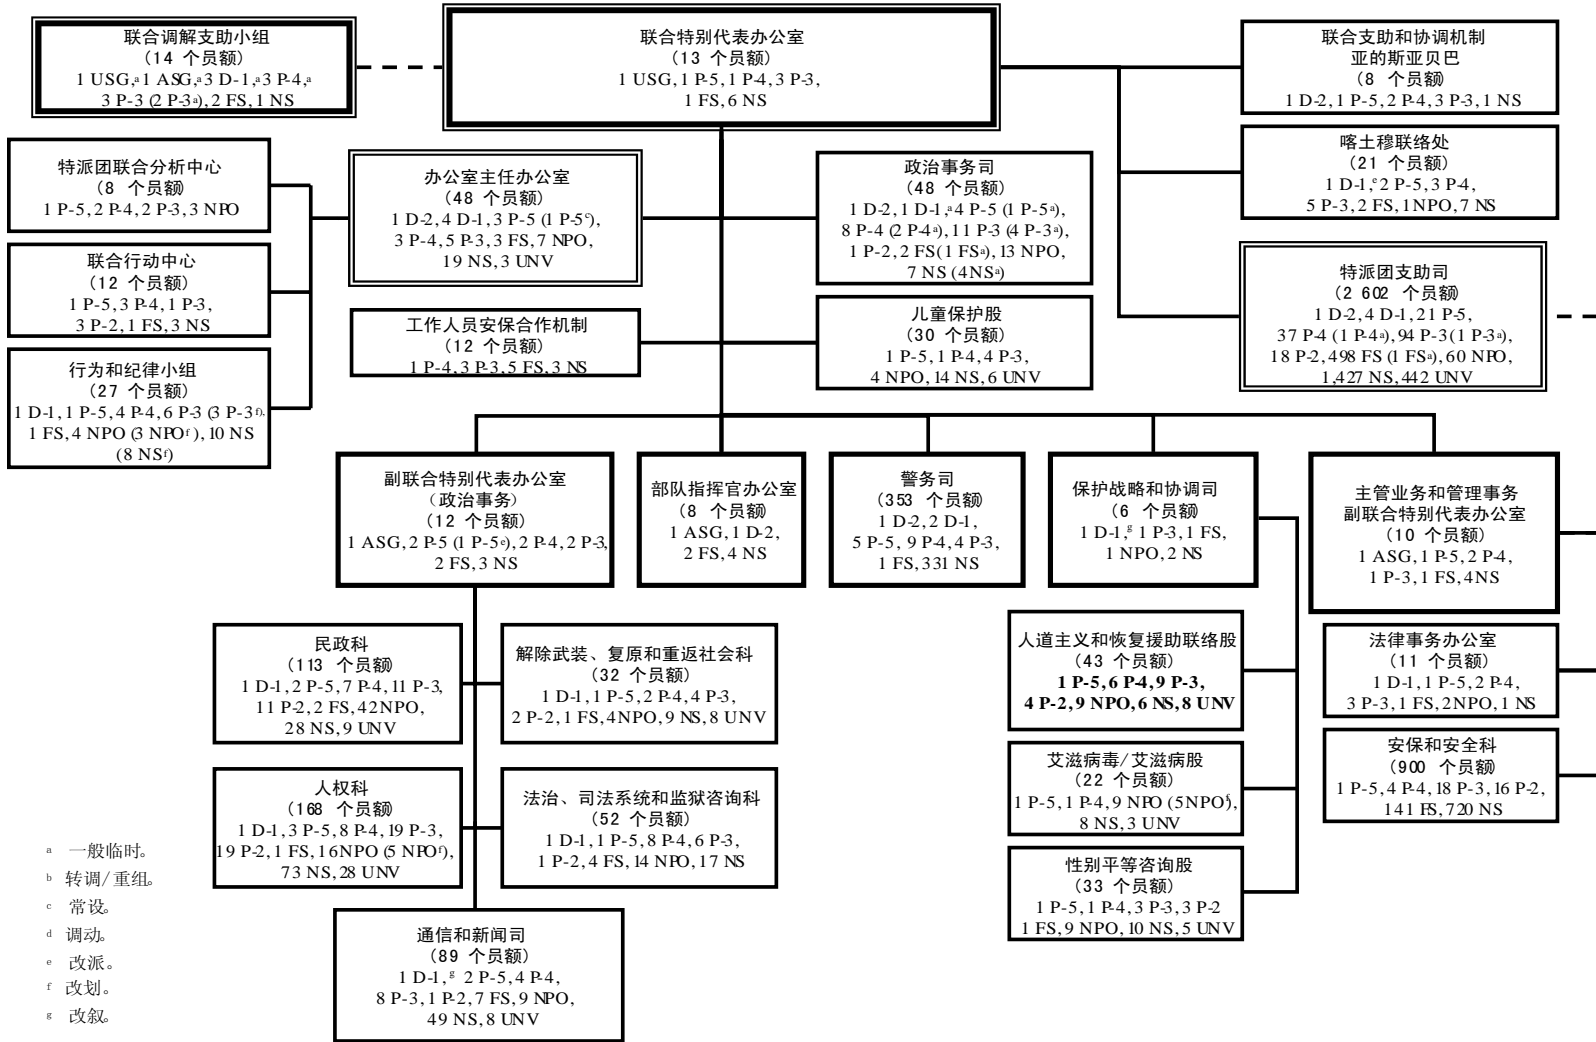 联合调解支助小组
(14 个员额)
1 USG,ᵃ 1 ASG,ᵃ 3 D-1,ᵃ 3 P-4,ᵃ
3 P-3 (2 P-3ᵃ), 2 FS, 1 NS
联合特别代表办公室
(13 个员额)
1 USG, 1 P-5, 1 P-4, 3 P-3,
1 FS, 6 NS
联合支助和协调机制
亚的斯亚贝巴
(8 个员额)
1 D-2, 1 P-5, 2 P-4, 3 P-3, 1 NS
特派团联合分析中心
(8 个员额)
1 P-5, 2 P-4, 2 P-3, 3 NPO
办公室主任办公室
(48 个员额)
1 D-2, 4 D-1, 3 P-5 (1 P-5ᶜ),
3 P-4, 5 P-3, 3 FS, 7 NPO,
19 NS, 3 UNV
政治事务司
(48 个员额)
1 D-2, 1 D-1,ᵃ 4 P-5 (1 P-5ᵃ),
8 P-4 (2 P-4ᵃ), 11 P-3 (4 P-3ᵃ),
1 P-2, 2 FS (1 FSᵃ), 13 NPO,
7 NS (4NSᵃ)
喀土穆联络处
(21 个员额)
1 D-1,ᵉ 2 P-5, 3 P-4,
5 P-3, 2 FS, 1NPO, 7 NS
联合行动中心
(12 个员额)
1 P-5, 3 P-4, 1 P-3,
3 P-2, 1 FS, 3 NS
工作人员安保合作机制
(12 个员额)
1 P-4, 3 P-3, 5 FS, 3 NS
儿童保护股
(30 个员额)
1 P-5, 1 P-4, 4 P-3,
4 NPO, 14 NS, 6 UNV
特派团支助司
(2 602 个员额)
1 D-2, 4 D-1, 21 P-5,
37 P-4 (1 P-4ᵃ), 94 P-3 (1 P-3ᵃ),
18 P-2, 498 FS (1 FSᵃ), 60 NPO,
1,427 NS, 442 UNV
行为和纪律小组
(27 个员额)
1 D-1, 1 P-5, 4 P-4, 6 P-3 (3 P-3ᶠ),
1 FS, 4 NPO (3 NPOᶠ), 10 NS
(8 NSᶠ)
副联合特别代表办公室
(政治事务)
(12 个员额)
1 ASG, 2 P-5 (1 P-5ᵉ), 2 P-4, 2 P-3,
2 FS, 3 NS
部队指挥官办公室
(8 个员额)
1 ASG, 1 D-2,
2 FS, 4 NS
警务司
(353 个员额)
1 D-2, 2 D-1,
5 P-5, 9 P-4, 4 P-3,
1 FS, 331 NS
保护战略和协调司
(6 个员额)
1 D-1,ᵍ 1 P-3, 1 FS,
1 NPO, 2 NS
主管业务和管理事务
副联合特别代表办公室
(10 个员额)
1 ASG, 1 P-5, 2 P-4,
1 P-3, 1 FS, 4NS
民政科
(113 个员额)
1 D-1, 2 P-5, 7 P-4, 11 P-3,
11 P-2, 2 FS, 42NPO,
28 NS, 9 UNV
解除武装、复原和重返社会科
(32 个员额)
1 D-1, 1 P-5, 2 P-4, 4 P-3,
2 P-2, 1 FS, 4NPO, 9 NS, 8 UNV
人道主义和恢复援助联络股
(43 个员额)
1 P-5, 6 P-4, 9 P-3,
4 P-2, 9 NPO, 6 NS, 8 UNV
法律事务办公室
(11 个员额)
1 D-1, 1 P-5, 2 P-4,
3 P-3, 1 FS, 2NPO, 1 NS
人权科
(168 个员额)
1 D-1, 3 P-5, 8 P-4, 19 P-3,
19 P-2, 1 FS, 16NPO (5 NPOᶠ),
73 NS, 28 UNV
法治、司法系统和监狱咨询科
(52 个员额)
1 D-1, 1 P-5, 8 P-4, 6 P-3,
1 P-2, 4 FS, 14 NPO, 17 NS
艾滋病毒/艾滋病股
(22 个员额)
1 P-5, 1 P-4, 9 NPO (5NPOᶠ),
8 NS, 3 UNV
安保和安全科
(900 个员额)
1 P-5, 4 P-4, 18 P-3, 16 P-2,
141 FS, 720 NS
性别平等咨询股
(33 个员额)
1 P-5, 1 P-4, 3 P-3, 3 P-2
1 FS, 9 NPO, 10 NS, 5 UNV
通信和新闻司
(89 个员额)
1 D-1,ᵍ 2 P-5, 4 P-4,
8 P-3, 1 P-2, 7 FS, 9 NPO,
49 NS, 8 UNV
ᵃ 一般临时。
ᵇ 转调/重组。
ᶜ 常设。
ᵈ 调动。
ᵉ 改派。
ᶠ 改划。
ᵍ 改叙。